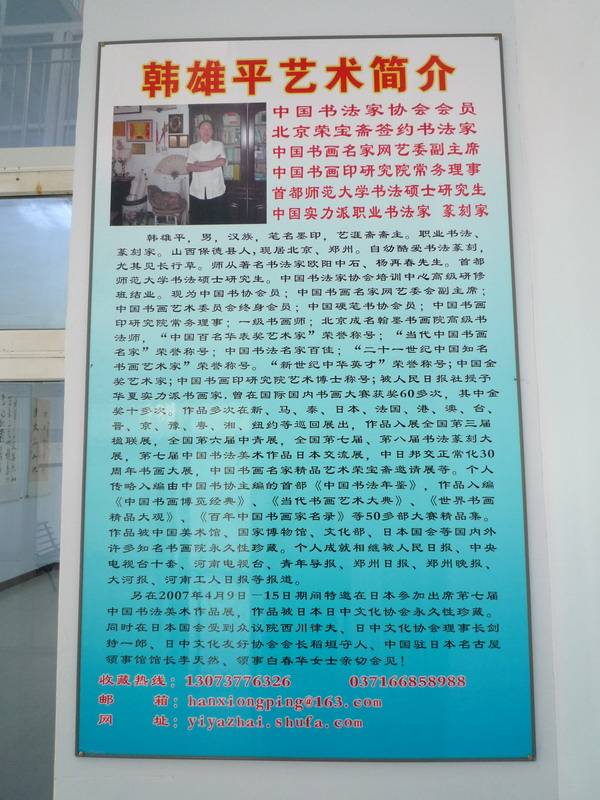 韩雄平艺术简介
中国书法家协会会员
北京荣宝斋签约书法家
中国书画名家网艺委副主席
中国书画印研究院常务理事
首都师范大学书法硕士研究生
中国实力派职业书法家 篆刻家
韩雄平，男，汉族，笔名墨印，艺涯斋斋主。职业书法、
篆刻家。山西保德县人，现居北京、郑州。自幼酷爱书法篆刻，
尤其见长行草。师从著名书法家欧阳中石、杨再春先生。首都
师范大学书法硕士研究生。中国书法家协会培训中心高级研修
班结业。现为中国书协会员；中国书画名家网艺委会副主席；
中国书画艺术委员会终身会员；中国硬笔书协会员；中国书画
印研究院常务理事；一级书画师；北京成名翰墨书画院高级书
法师，“中国百名华表奖艺术家”荣誉称号；“当代中国书画
名家”荣誉称号；中国书法名家百佳；“二十一世纪中国知名
书画艺术家”荣誉称号。“新世纪中华英才”荣誉称号；中国金
奖艺术家；中国书画印研究院艺术博士称号；被人民日报社授予
华夏实力派书画家，曾在国际国内书画大赛获奖60多次，其中金
奖十多次。作品多次在新、马、泰、日本、法国、港、澳、台、
晋、京、豫、粤、湘、纽约等巡回展出，作品入展全国第三届
楹联展，全国第六届中青展，全国第七届、第八届书法篆刻大
展，第七届中国书法美术作品日本交流展，中日邦交正常化30
周年书画大展，中国书画名家精品艺术荣宝斋邀请展等。个人
传略入编由中国书协主编的首部《中国书法年鉴》，作品入编
《中国书画博览经典》、《当代书画艺术大典》、《世界书画
精品大观》、《百年中国书画家名录》等50多部大赛精品集。
作品被中国美术馆、国家博物馆、文化部、日本国会等国内外
许多知名书画院永久性珍藏。个人成就相继被人民日报、中央
电视台十套、河南电视台、青年导报、郑州日报、郑州晚报、
大河报、河南工人日报等报道。
另在2007年4月9日—15日期间特邀在日本参加出席第七届
中国书法美术作品展，作品被日本日中文化协会永久性珍藏。
同时在日本国会受到众议院西川律夫、日中文化协会理事长剑
持一郎、日中文化友好协会会长稻垣守人、中国驻日本名古屋
领事馆馆长李天然、领事白春华女士亲切会见！
收藏热线：13073776326 037166858988
邮 箱：hanxiongping@163.com
网 址：yiyazhai.shufa.com